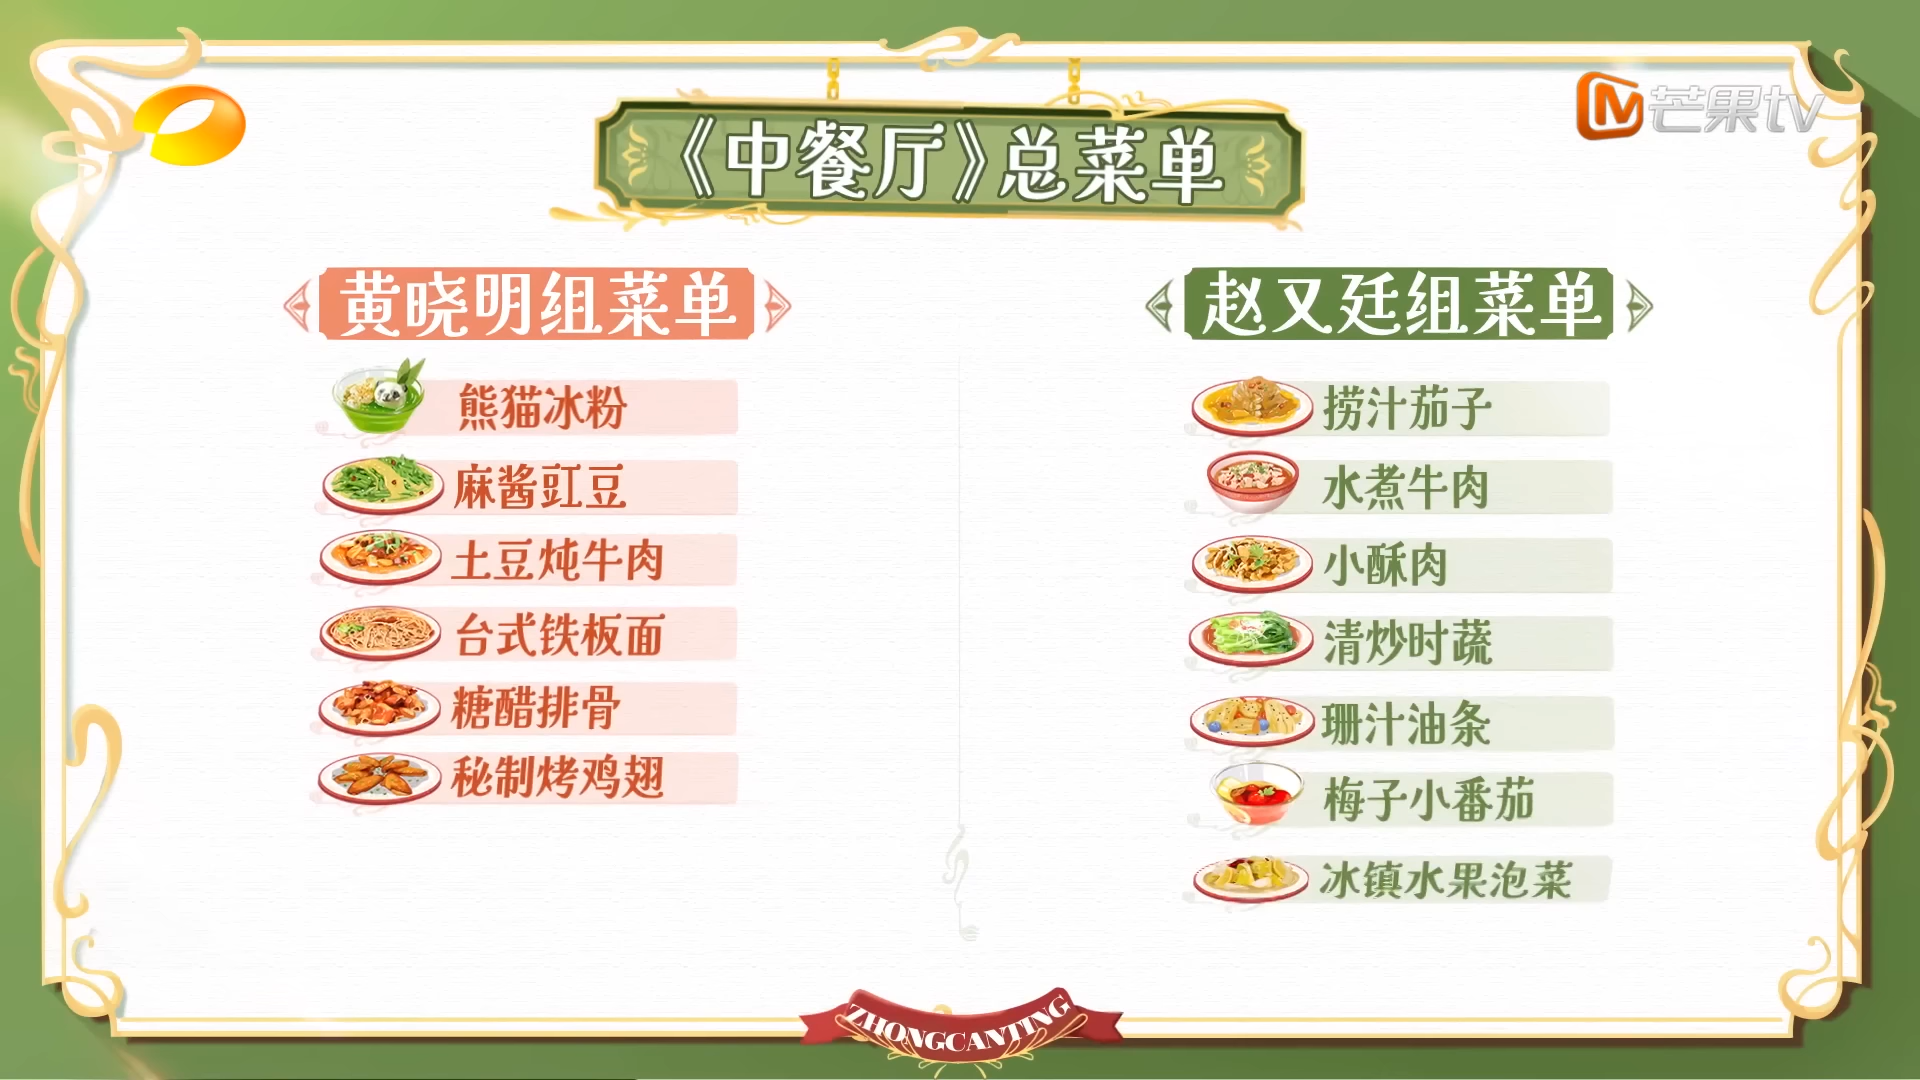 芒果tv
《中餐厅》总菜单
黄晓明组菜单
熊猫冰粉
麻酱豇豆
土豆炖牛肉
台式铁板面
糖醋排骨
秘制烤鸡翅
赵又廷组菜单
捞汁茄子
水煮牛肉
小酥肉
清炒时蔬
珊汁油条
梅子小番茄
冰镇水果泡菜
ZHONGCANTING